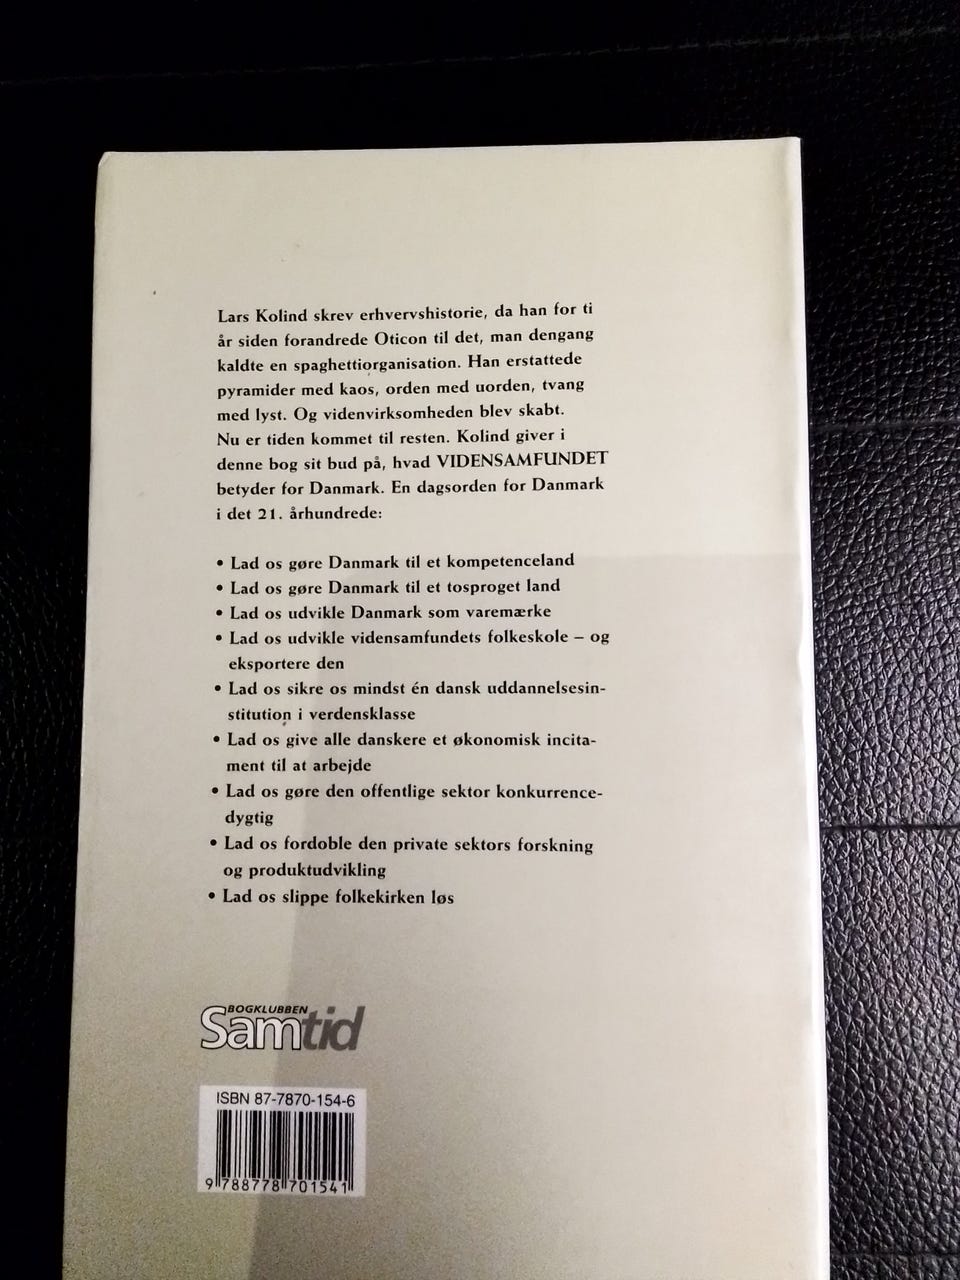 Lars Kolind skrev erhvervshistorie, da han for ti
år siden forandrede Oticon til det, man dengang
kaldte en spaghettiorganisation. Han erstattede
pyramider med kaos, orden med uorden, tvang
med lyst. Og videnvirksomheden blev skabt.
Nu er tiden kommet til resten. Kolind giver i
denne bog sit bud på, hvad VIDENSAMFUNDET
betyder for Danmark. En dagsorden for Danmark
i det 21. århundrede:
• Lad os gøre Danmark til et kompetenceland
• Lad os gøre Danmark til et tosproget land
• Lad os udvikle Danmark som varemærke
• Lad os udvikle vidensamfundets folkeskole – og
eksportere den
• Lad os sikre os mindst én dansk uddannelsesin-
stitution i verdensklasse
• Lad os give alle danskere et økonomisk incita-
ment til at arbejde
• Lad os gøre den offentlige sektor konkurrence-
dygtig
• Lad os fordoble den private sektors forskning
og produktudvikling
• Lad os slippe folkekirken løs
BOGKLUBBEN
Samtid
ISBN 87-7870-154-6
9 788778 701541